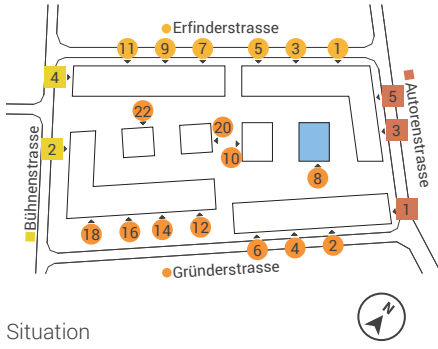 Erfinderstrasse
11 9 7 5 3 1
4
5
Autorenstrasse
3
22
20
2
10
8
Bühnenstrasse
1
18 16 14 12
6 4 2
Gründerstrasse
N
Situation